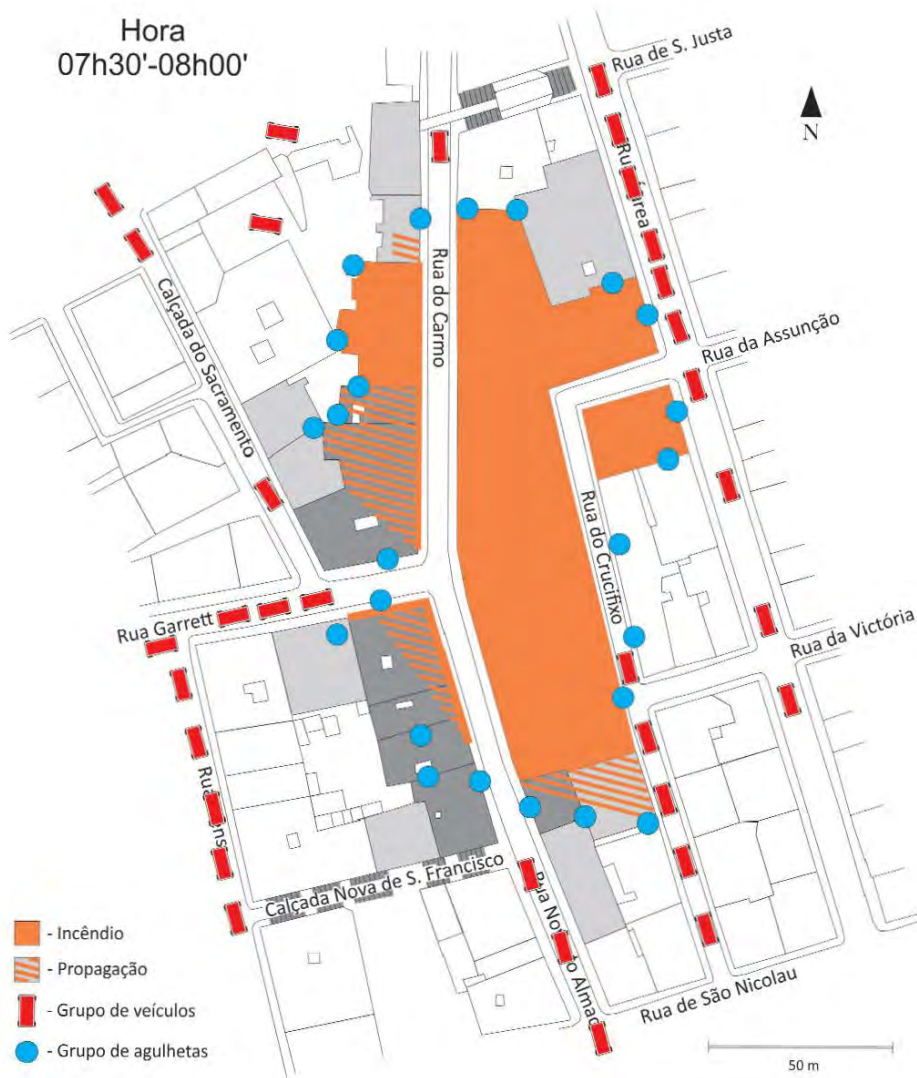 Hora
07h30'-08h00'
Rua de S. Justa
N
Rua
Rua do Carmo
Calçada do Sacramento
Rua da Assunção
Rua do Crucifixo
Rua Garrett
Rua da Victória
Calçada Nova de S. Francisco
Rua de São Nicolau
- Incêndio
- Propagação
- Grupo de veículos
- Grupo de agulhetas
50 m